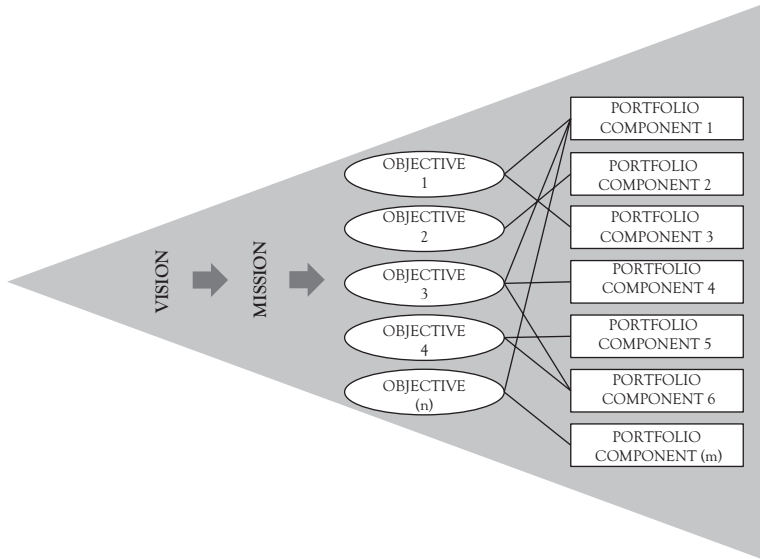 VISION
MISSION
OBJECTIVE
1
OBJECTIVE
2
OBJECTIVE
3
OBJECTIVE
4
OBJECTIVE
(n)
PORTFOLIO
COMPONENT 1
PORTFOLIO
COMPONENT 2
PORTFOLIO
COMPONENT 3
PORTFOLIO
COMPONENT 4
PORTFOLIO
COMPONENT 5
PORTFOLIO
COMPONENT 6
PORTFOLIO
COMPONENT (m)